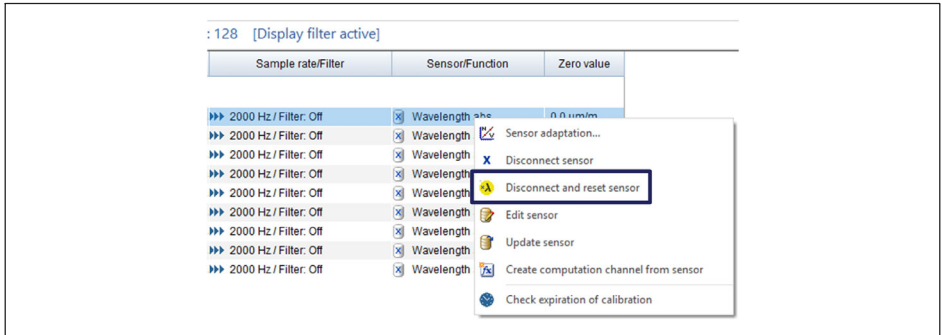 : 128 [Display filter active]
Sample rate/Filter Sensor/Function Zero value
2000 Hz / Filter: Off Wavelength abs 0.0 µm/m
2000 Hz / Filter: Off Wavelength
2000 Hz / Filter: Off Wavelength
2000 Hz / Filter: Off Wavelength
2000 Hz / Filter: Off Wavelength
2000 Hz / Filter: Off Wavelength
2000 Hz / Filter: Off Wavelength
2000 Hz / Filter: Off Wavelength
2000 Hz / Filter: Off Wavelength
Sensor adaptation...
Disconnect sensor
Disconnect and reset sensor
Edit sensor
Update sensor
Create computation channel from sensor
Check expiration of calibration